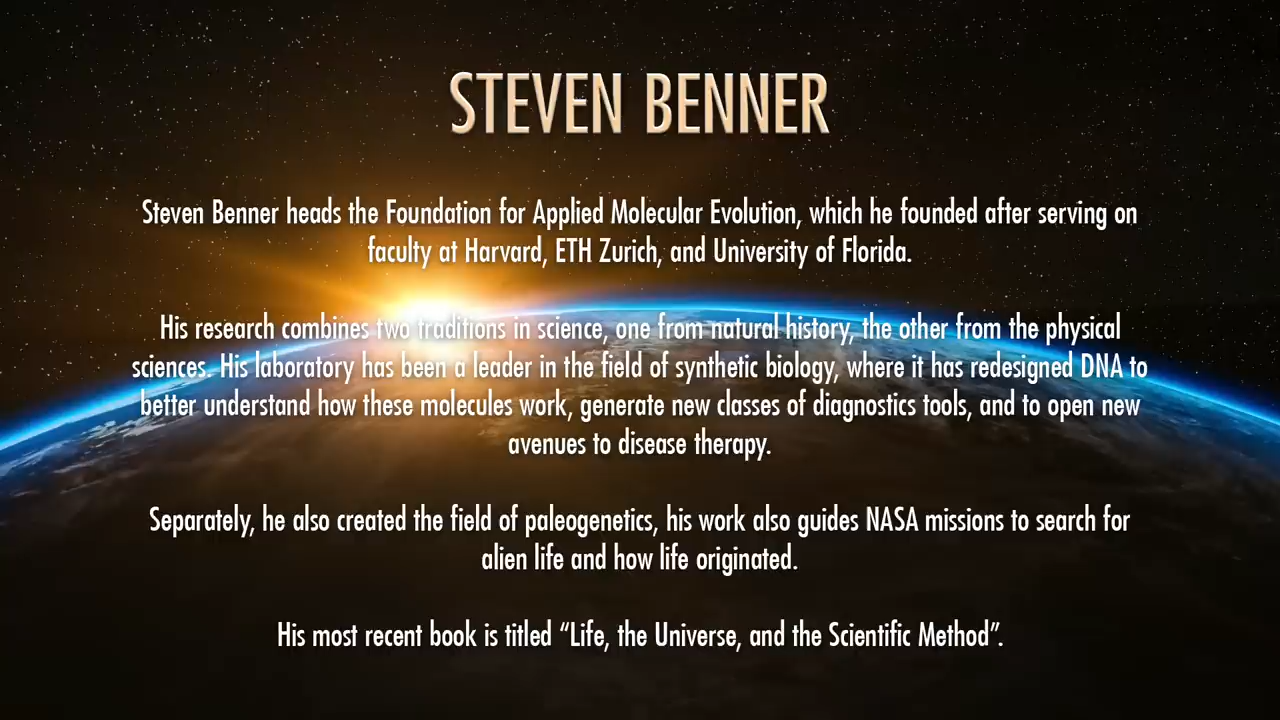 STEVEN BENNER
Steven Benner heads the Foundation for Applied Molecular Evolution, which he founded after serving on
faculty at Harvard, ETH Zurich, and University of Florida.
His research combines two traditions in science, one from natural history, the other from the physical
sciences. His laboratory has been a leader in the field of synthetic biology, where it has redesigned DNA to
better understand how these molecules work, generate new classes of diagnostics tools, and to open new
avenues to disease therapy.
Separately, he also created the field of paleogenetics, his work also guides NASA missions to search for
alien life and how life originated.
His most recent book is titled “Life, the Universe, and the Scientific Method”.